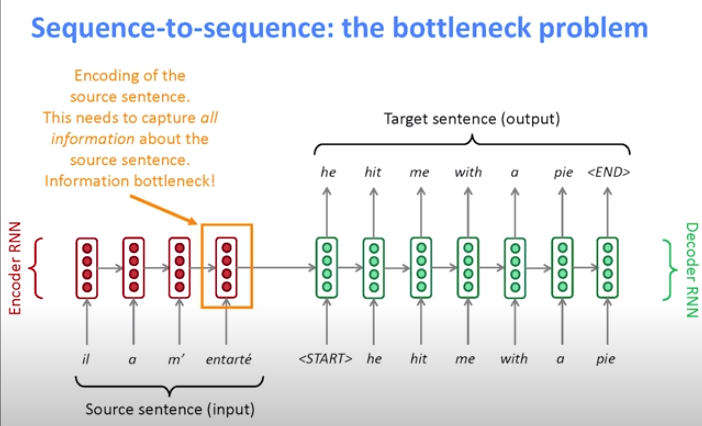 Sequence-to-sequence: the bottleneck problem
Encoding of the
source sentence.
This needs to capture all
information about the
source sentence.
Information bottleneck!
Target sentence (output)
he hit me with a pie <END>
Encoder RNN
Decoder RNN
il a m' entarté <START> he hit me with a pie
Source sentence (input)